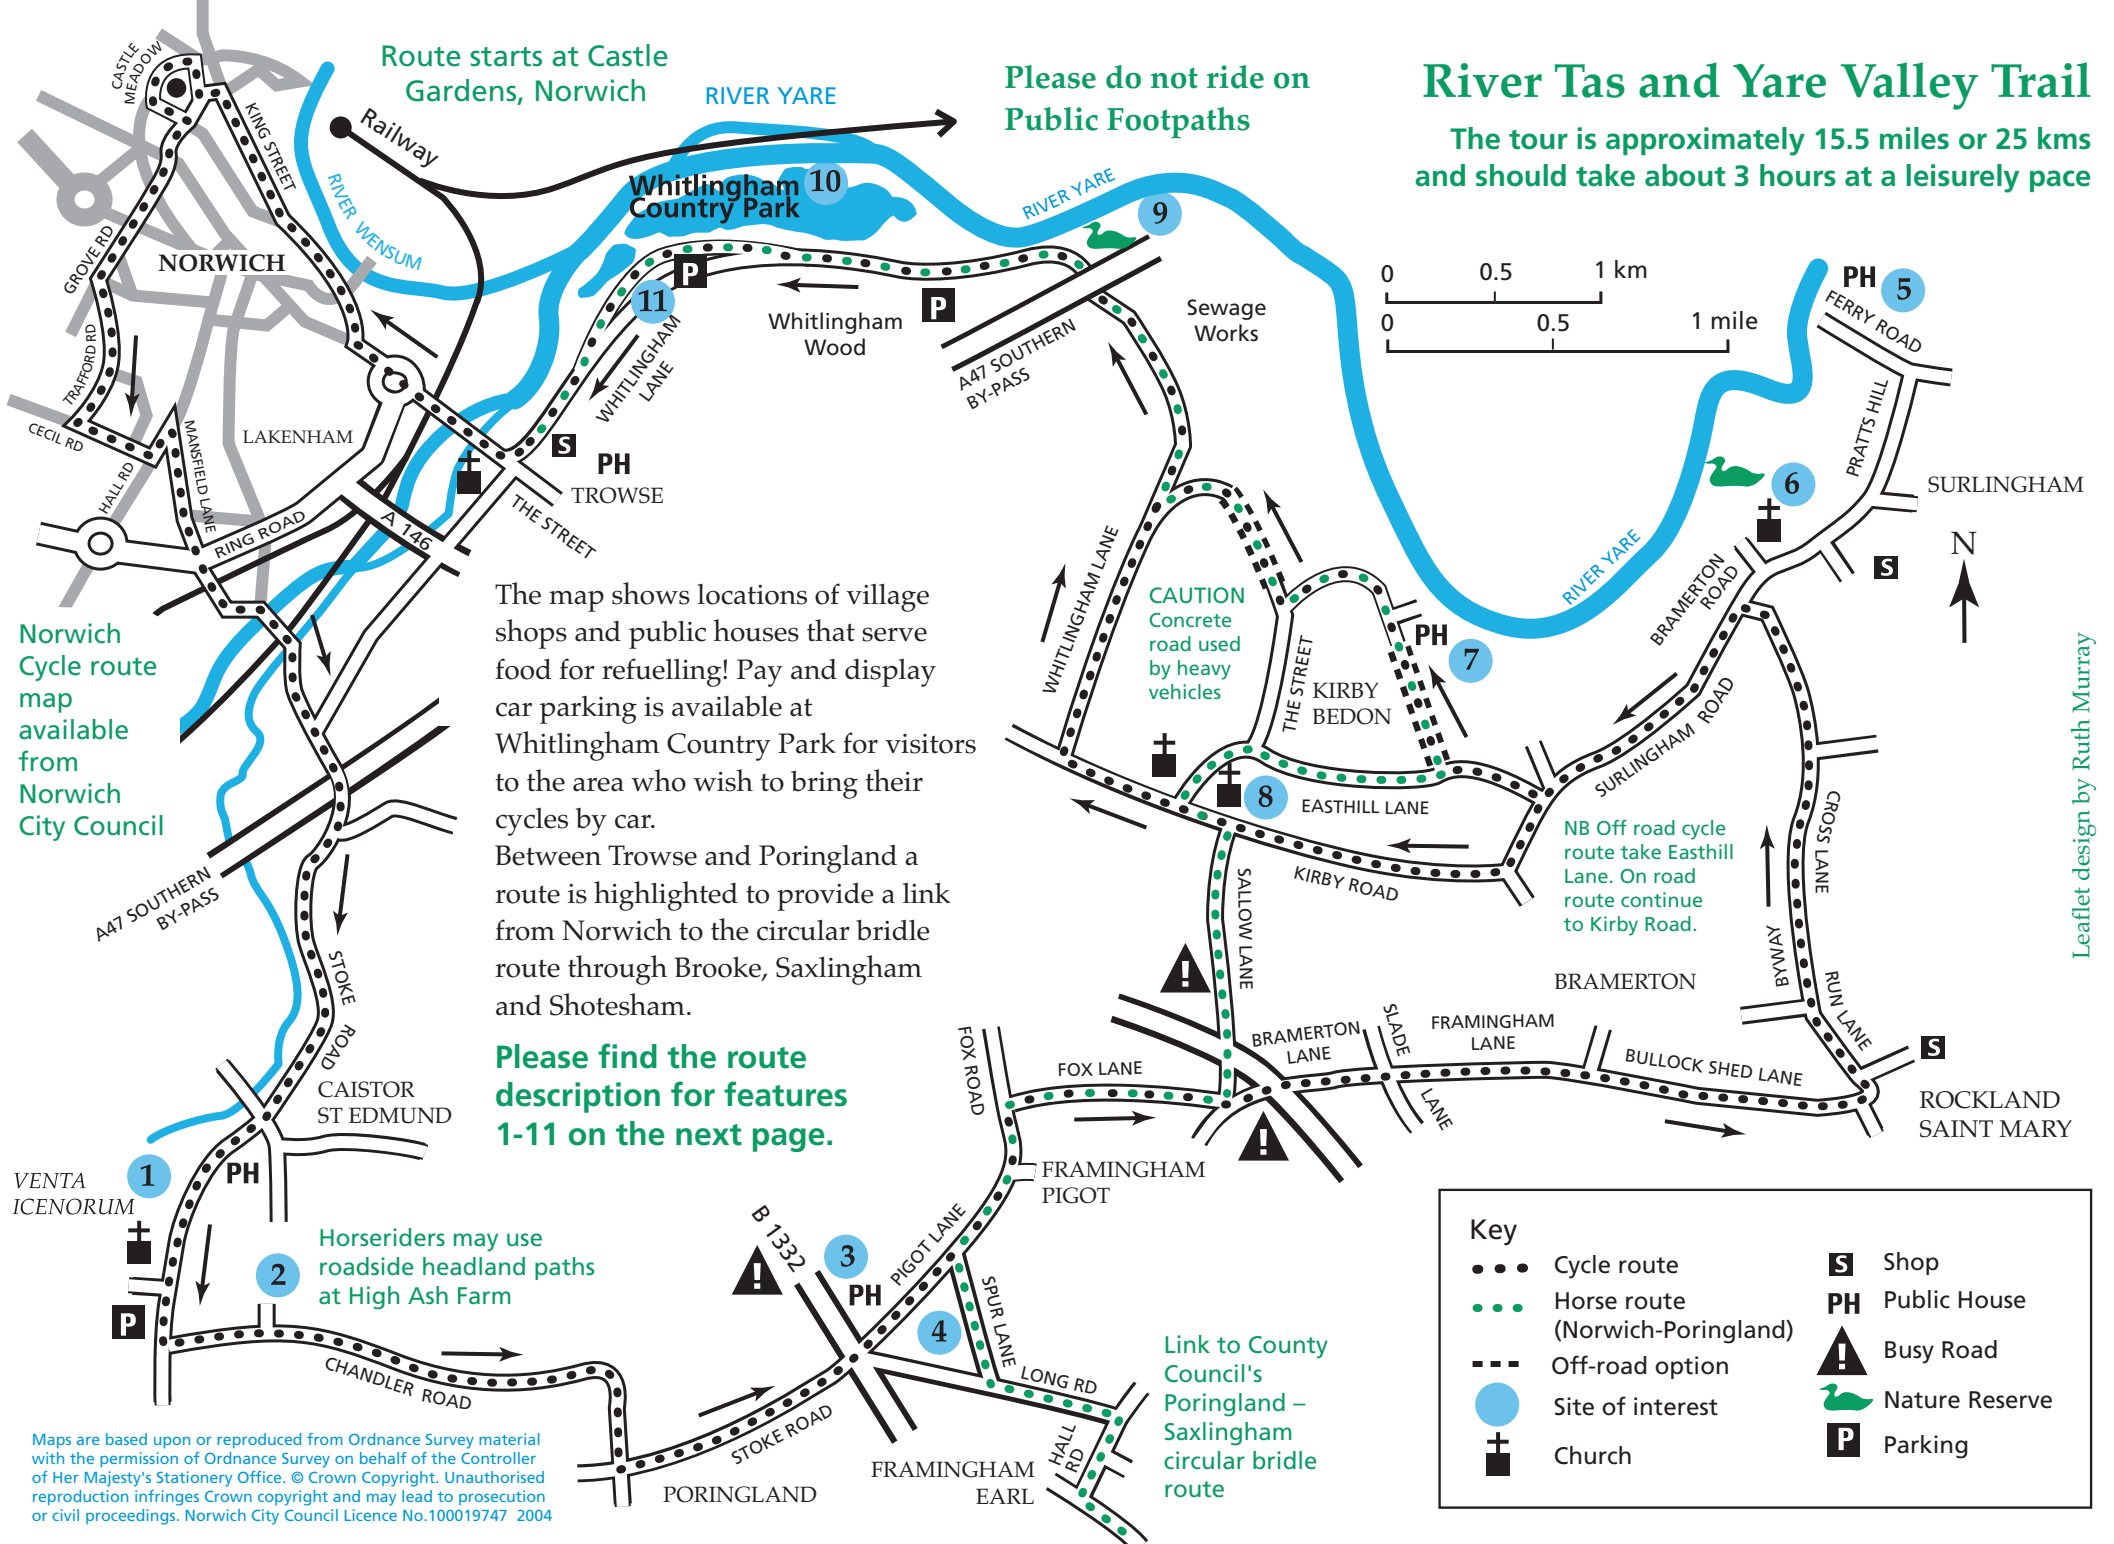 River Tas and Yare Valley Trail
The tour is approximately 15.5 miles or 25 kms
and should take about 3 hours at a leisurely pace
Route starts at Castle
Gardens, Norwich
Please do not ride on
Public Footpaths
CASTLE
MEADOW
KING STREET
Railway
RIVER YARE
RIVER WENSUM
Whitlingham
Country Park
10
RIVER YARE
9
GROVE RD
NORWICH
TRAFFORD RD
CECIL RD
HALL RD
MANSFIELD LANE
LAKENHAM
RING ROAD
A 146
P
11
WHITLINGHAM
LANE
Whitlingham
Wood
P
A47 SOUTHERN
BY-PASS
Sewage
Works
0
0.5
1 km
0
0.5
1 mile
PH
5
FERRY ROAD
PRATTS HILL
SURLINGHAM
6
S
N
BRAMERTON
ROAD
RIVER YARE
S
PH
TROWSE
THE STREET
WHITLINGHAM LANE
CAUTION
Concrete
road used
by heavy
vehicles
THE STREET
KIRBY
BEDON
PH
7
8
EASTHILL LANE
KIRBY ROAD
SURLINGHAM ROAD
NB Off road cycle
route take Easthill
Lane. On road
route continue
to Kirby Road.
CROSS LANE
BYWAY
RUN LANE
BRAMERTON
SALLOW LANE
!
Leaflet design by Ruth Murray
Norwich
Cycle route
map
available
from
Norwich
City Council
The map shows locations of village
shops and public houses that serve
food for refuelling! Pay and display
car parking is available at
Whitlingham Country Park for visitors
to the area who wish to bring their
cycles by car.
Between Trowse and Poringland a
route is highlighted to provide a link
from Norwich to the circular bridle
route through Brooke, Saxlingham
and Shotesham.
Please find the route
description for features
1-11 on the next page.
A47 SOUTHERN
BY-PASS
STOKE ROAD
CAISTOR
ST EDMUND
VENTA
ICENORUM
1
PH
2
Horseriders may use
roadside headland paths
at High Ash Farm
P
CHANDLER ROAD
STOKE ROAD
PORINGLAND
B 1332
!
3
PH
PIGOT LANE
4
SPUR LANE
LONG RD
HALL
RD
FRAMINGHAM
EARL
Link to County
Council's
Poringland –
Saxlingham
circular bridle
route
FOX ROAD
FOX LANE
FRAMINGHAM
PIGOT
!
BRAMERTON
LANE
SLADE
LANE
FRAMINGHAM
LANE
BULLOCK SHED LANE
S
ROCKLAND
SAINT MARY
Key
Cycle route
Horse route
(Norwich-Poringland)
Off-road option
Site of interest
Church
S Shop
PH Public House
! Busy Road
Nature Reserve
P Parking
Maps are based upon or reproduced from Ordnance Survey material
with the permission of Ordnance Survey on behalf of the Controller
of Her Majesty's Stationery Office. © Crown Copyright. Unauthorised
reproduction infringes Crown copyright and may lead to prosecution
or civil proceedings. Norwich City Council Licence No.100019747 2004